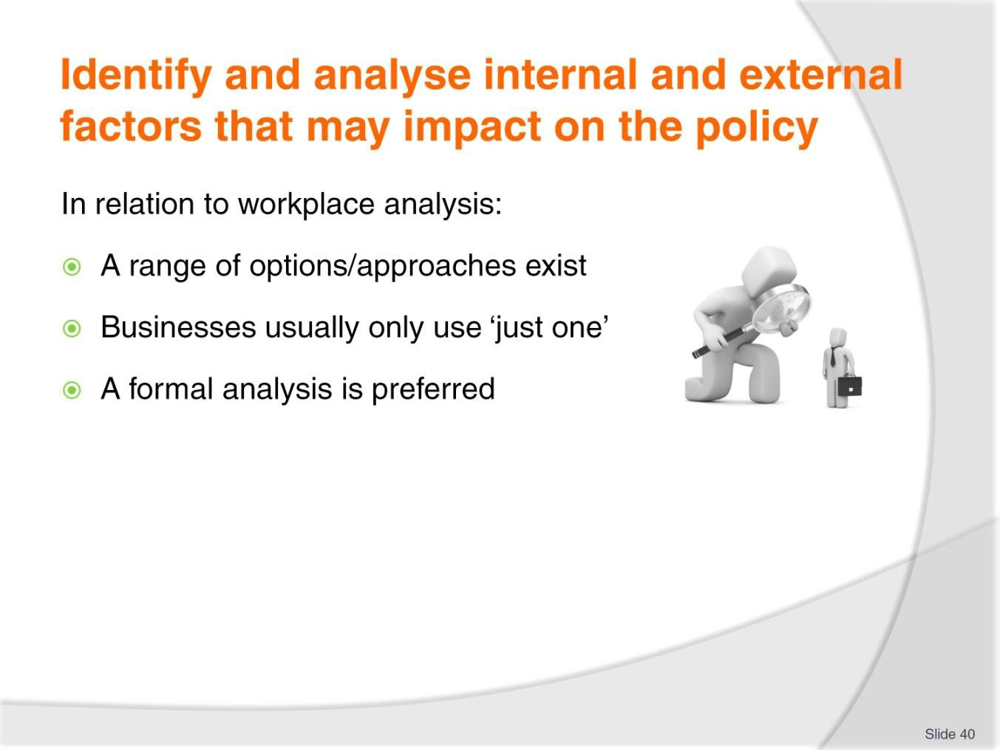 Identify and analyse internal and external
factors that may impact on the policy
In relation to workplace analysis:
A range of options/approaches exist
Businesses usually only use ‘just one’
A formal analysis is preferred
Slide 40